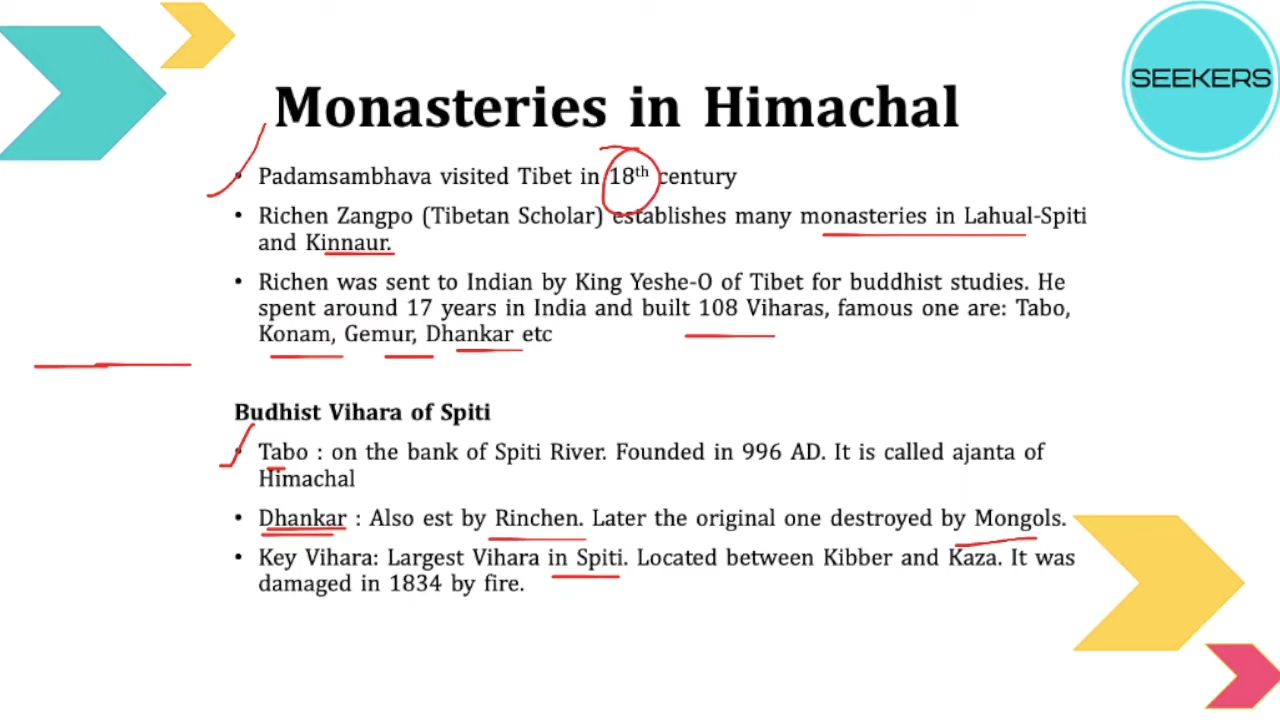 SEEKERS
Monasteries in Himachal
• Padamsambhava visited Tibet in 18th century
• Richen Zangpo (Tibetan Scholar) establishes many monasteries in Lahual-Spiti
and Kinnaur.
• Richen was sent to Indian by King Yeshe-O of Tibet for buddhist studies. He
spent around 17 years in India and built 108 Viharas, famous one are: Tabo,
Konam, Gemur, Dhankar etc
Budhist Vihara of Spiti
• Tabo : on the bank of Spiti River. Founded in 996 AD. It is called ajanta of
Himachal
• Dhankar : Also est by Rinchen. Later the original one destroyed by Mongols.
• Key Vihara: Largest Vihara in Spiti. Located between Kibber and Kaza. It was
damaged in 1834 by fire.